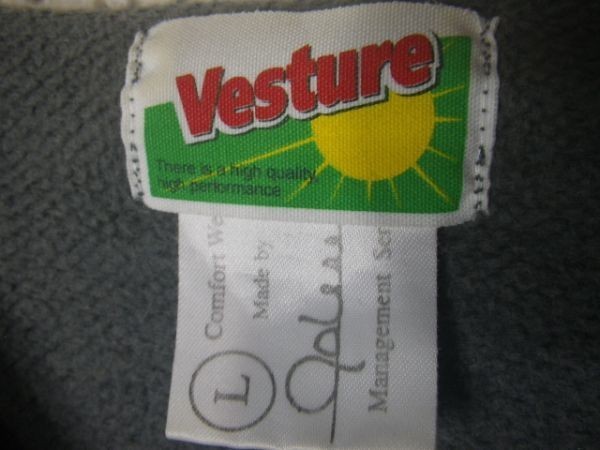 Vesture
There is a high quality,
high performance
L
Comfort We
Made by
Management Ser